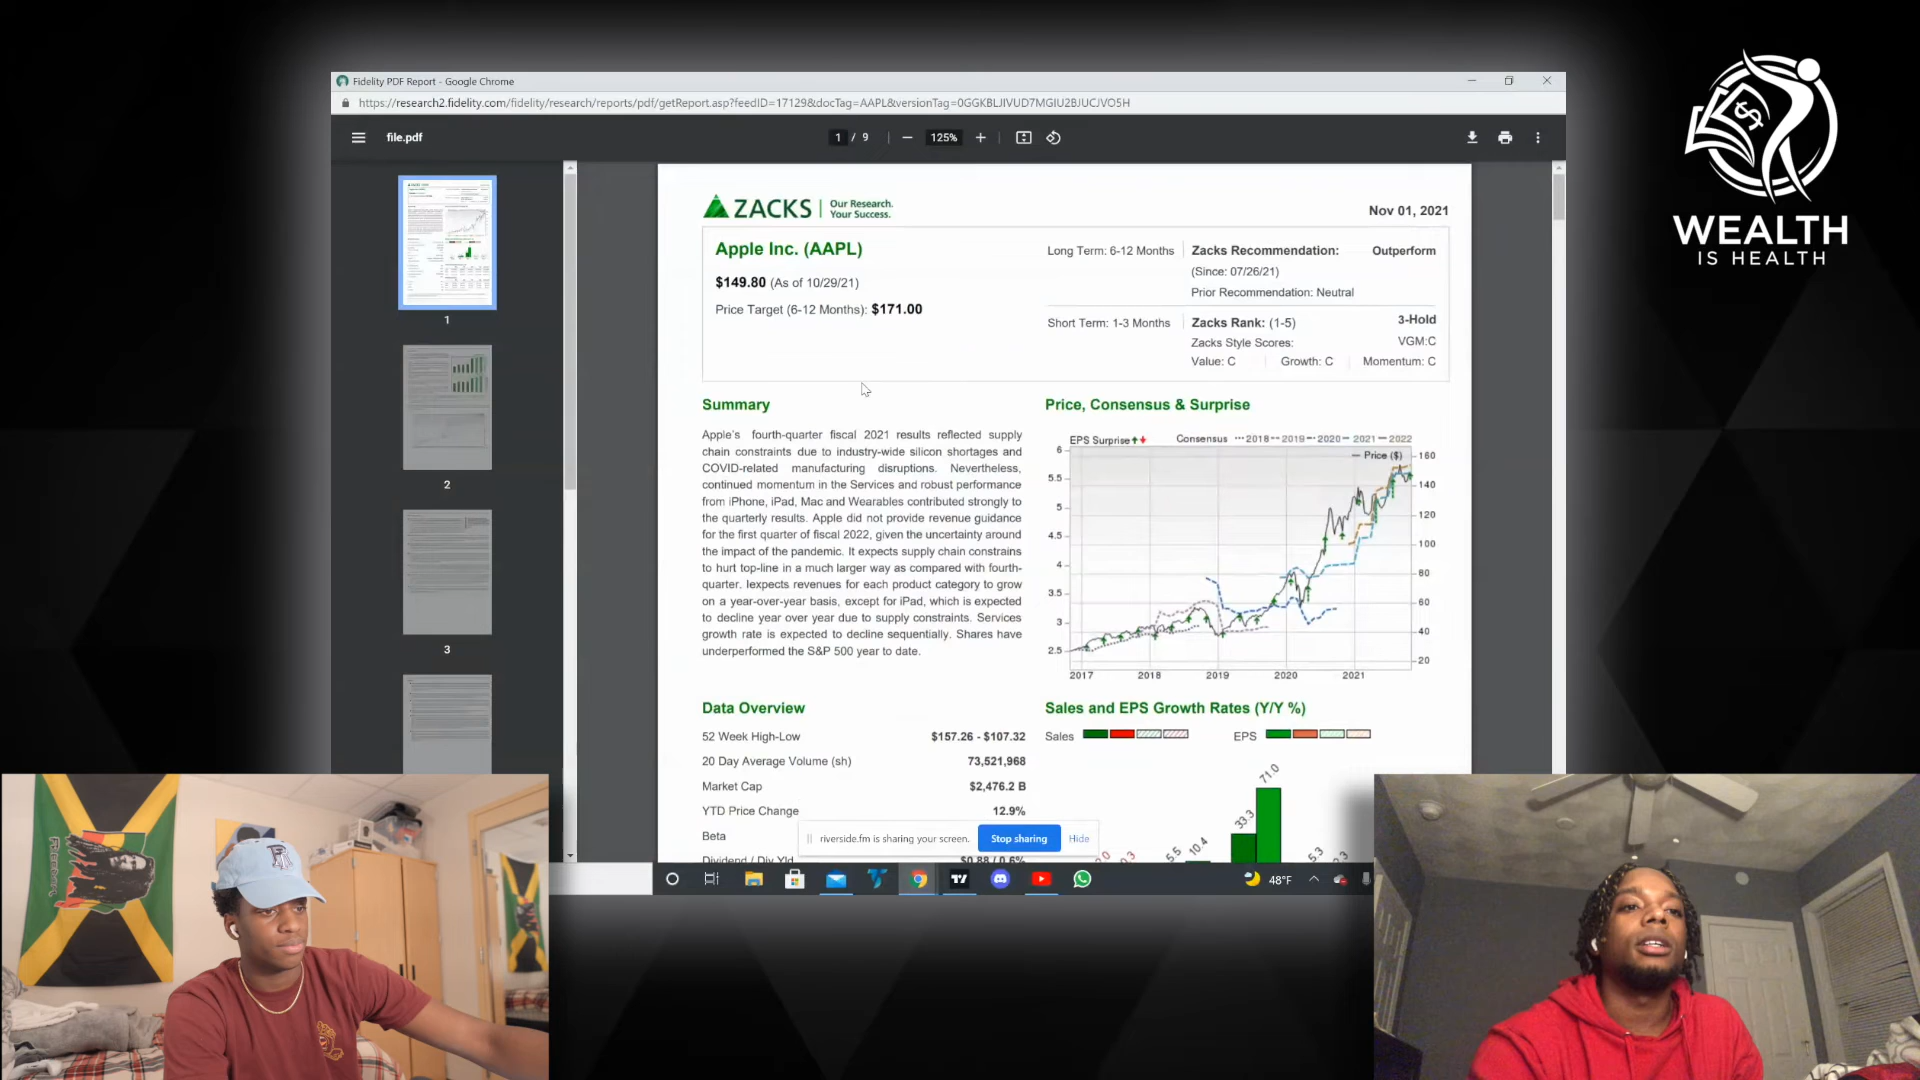 Fidelity PDF Report - Google Chrome
https://research2.fidelity.com/fidelity/research/reports/pdf/getReport.asp?feedID=17129&docTag=AAPL&versionTag=0GGKBLJIVUD7MGIU2BJUCJVO5H
file.pdf
1 / 9
125%
WEALTH
IS HEALTH
1
2
3
ZACKS
Our Research.
Your Success.
Nov 01, 2021
Apple Inc. (AAPL)
$149.80 (As of 10/29/21)
Price Target (6-12 Months): $171.00
Long Term: 6-12 Months
Zacks Recommendation: Outperform
(Since: 07/26/21)
Prior Recommendation: Neutral
Short Term: 1-3 Months
Zacks Rank: (1-5) 3-Hold
Zacks Style Scores: VGM:C
Value: C Growth: C Momentum: C
Summary
Apple's fourth-quarter fiscal 2021 results reflected supply
chain constraints due to industry-wide silicon shortages and
COVID-related manufacturing disruptions. Nevertheless,
continued momentum in the Services and robust performance
from iPhone, iPad, Mac and Wearables contributed strongly to
the quarterly results. Apple did not provide revenue guidance
for the first quarter of fiscal 2022, given the uncertainty around
the impact of the pandemic. It expects supply chain constrains
to hurt top-line in a much larger way as compared with fourth-
quarter. Iexpects revenues for each product category to grow
on a year-over-year basis, except for iPad, which is expected
to decline year over year due to supply constraints. Services
growth rate is expected to decline sequentially. Shares have
underperformed the S&P 500 year to date.
Price, Consensus & Surprise
EPS Surprise
Consensus 2018 2019 2020 2021 2022
Price ($)
6
5.5
5
4.5
4
3.5
3
2.5
160
140
120
100
80
60
40
20
2017 2018 2019 2020 2021
Data Overview
52 Week High-Low $157.26 - $107.32
20 Day Average Volume (sh) 73,521,968
Market Cap $2,476.2 B
YTD Price Change 12.9%
Beta
Dividend / Div Yld $0.88 / 0.6%
Sales and EPS Growth Rates (Y/Y %)
Sales EPS
5.5
10.4
33.3
71.0
5.3
riverside.fm is sharing your screen.
Stop sharing
Hide
48°F